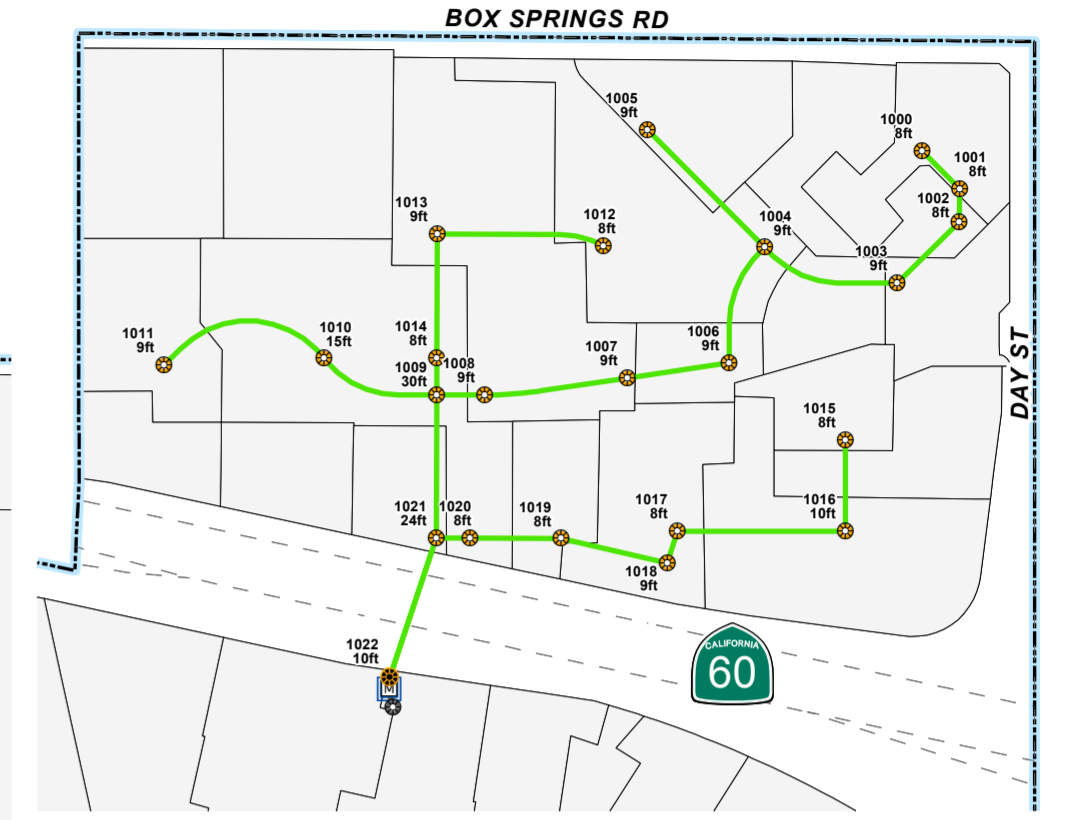 BOX SPRINGS RD
1005
9ft
1000
8ft
1001
8ft
1002
8ft
1013
9ft
1012
8ft
1004
9ft
1003
9ft
1011
9ft
1010
15ft
1014
8ft
1009
30ft
1008
9ft
1007
9ft
1006
9ft
DAY ST
1015
8ft
1021
24ft
1020
8ft
1019
8ft
1017
8ft
1016
10ft
1018
9ft
1022
10ft
M
CALIFORNIA
60